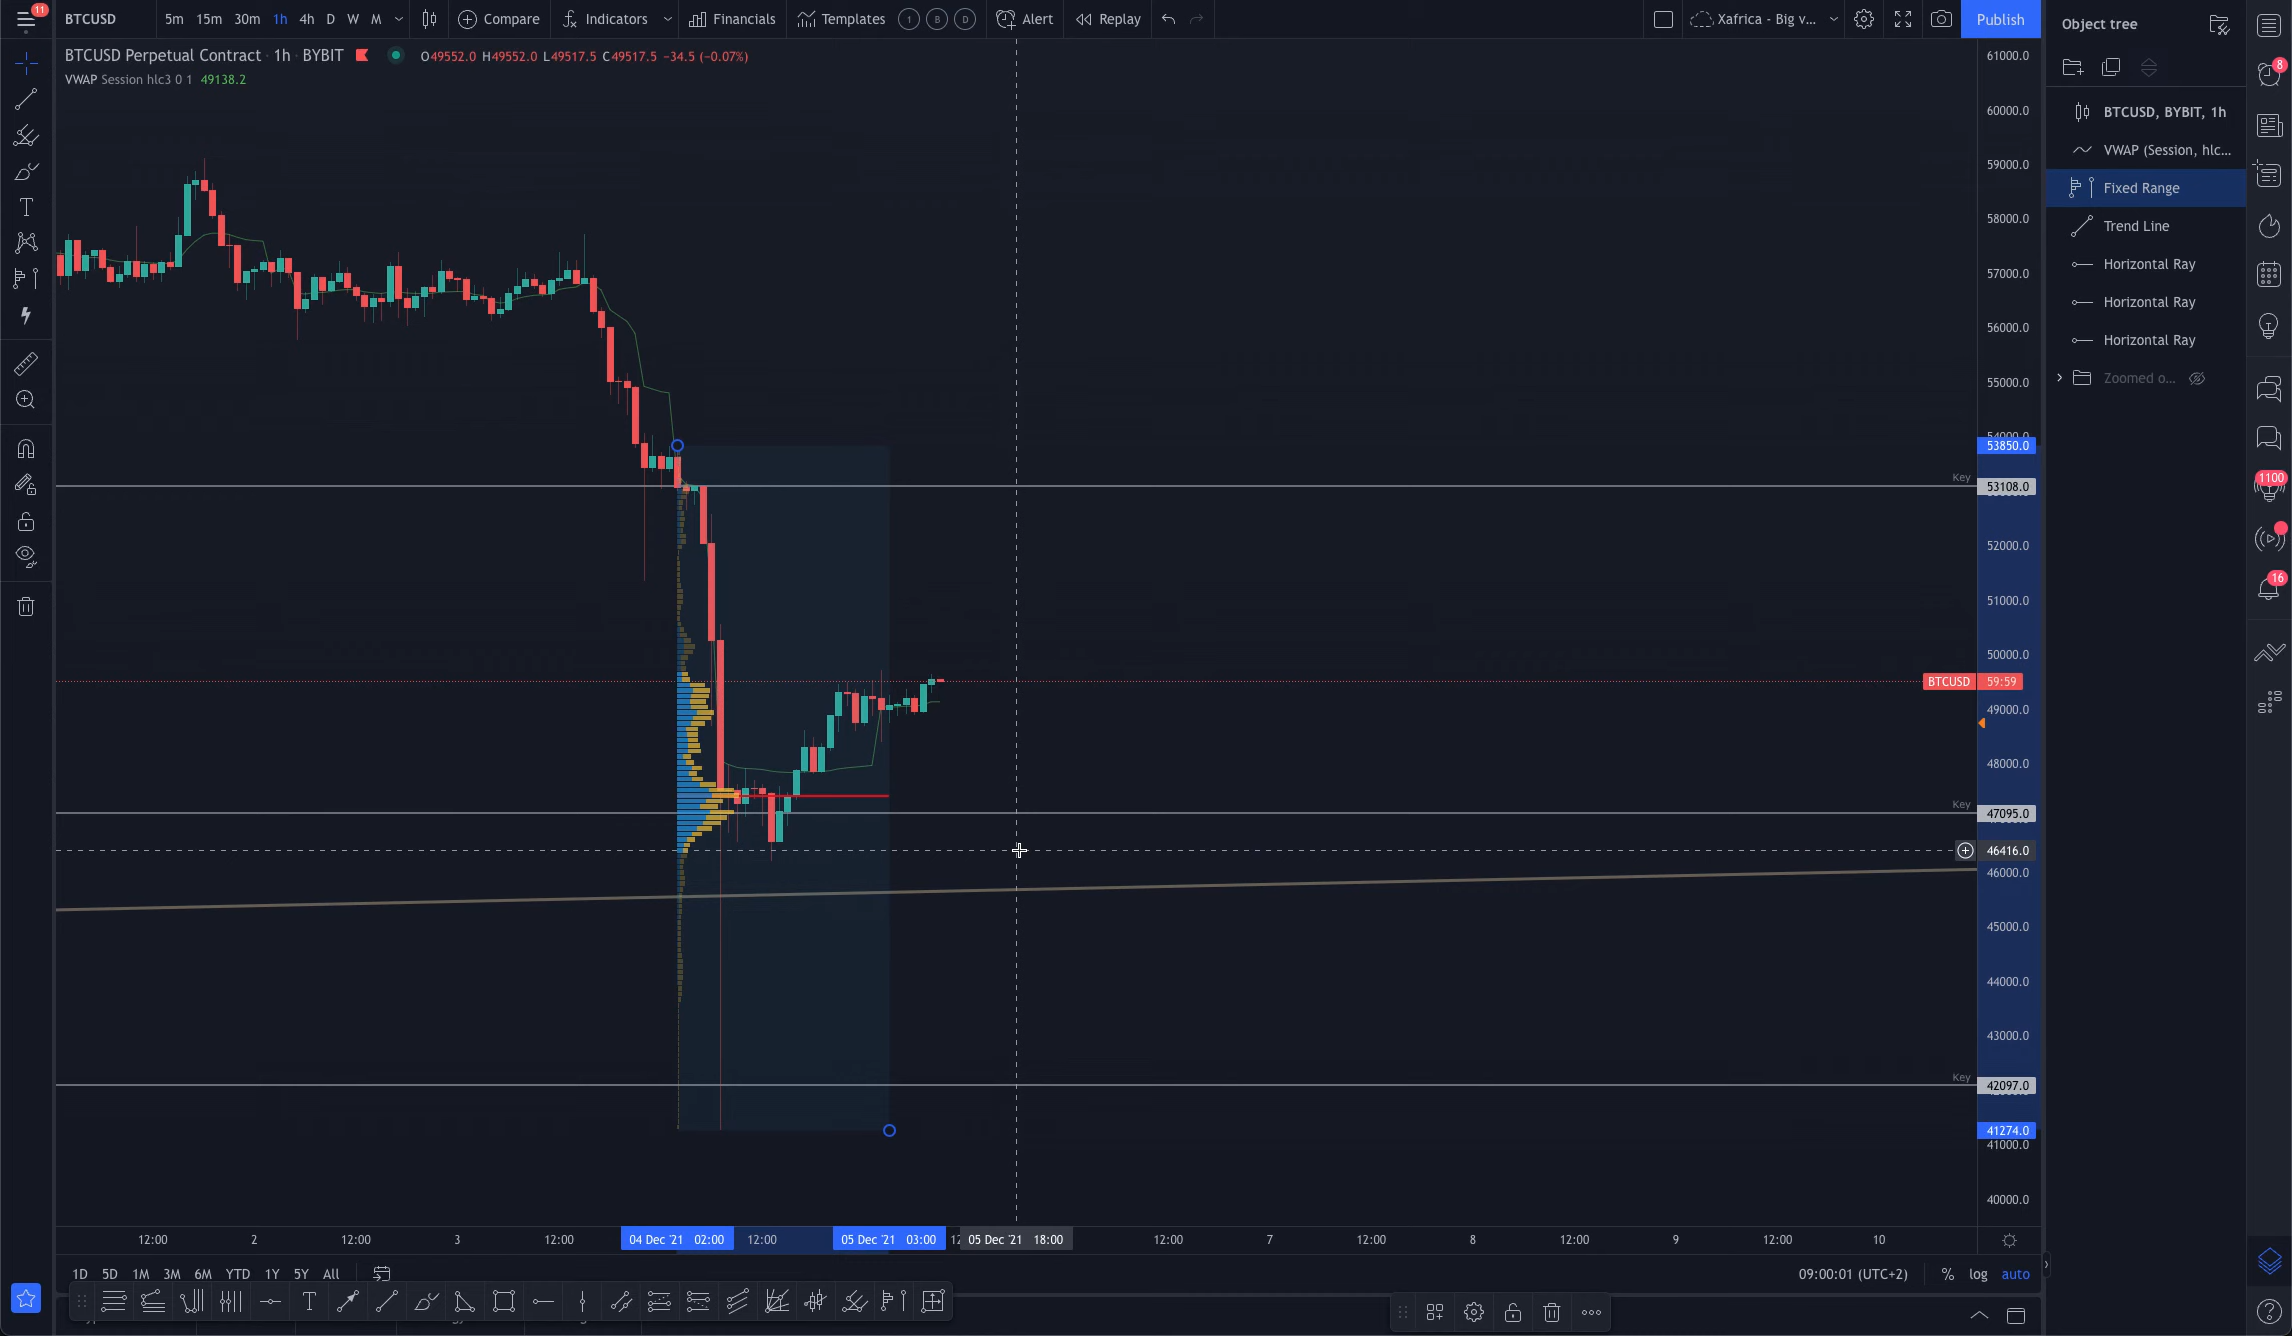 11
BTCUSD 5m 15m 30m 1h 4h D W M Compare Indicators Financials Templates 1 B D Alert Replay Xafrica - Big v... Publish Object tree
BTCUSD Perpetual Contract · 1h · BYBIT O49552.0 H49552.0 L49517.5 C49517.5 −34.5 (−0.07%)
VWAP Session hlc3 0 1 49138.2
61000.0
60000.0
59000.0
58000.0
57000.0
56000.0
55000.0
54000.0
53850.0
Key
53108.0
52000.0
51000.0
50000.0
BTCUSD 59:59
49000.0
48000.0
Key
47095.0
46416.0
46000.0
45000.0
44000.0
43000.0
Key
42097.0
41274.0
41000.0
40000.0
BTCUSD, BYBIT, 1h
VWAP (Session, hlc...
Fixed Range
Trend Line
Horizontal Ray
Horizontal Ray
Horizontal Ray
Zoomed o...
8
1100
16
12:00 2 12:00 3 12:00 04 Dec '21 02:00 12:00 05 Dec '21 03:00 12 05 Dec '21 18:00 12:00 7 12:00 8 12:00 9 12:00 10
1D 5D 1M 3M 6M YTD 1Y 5Y All 09:00:01 (UTC+2) % log auto
T